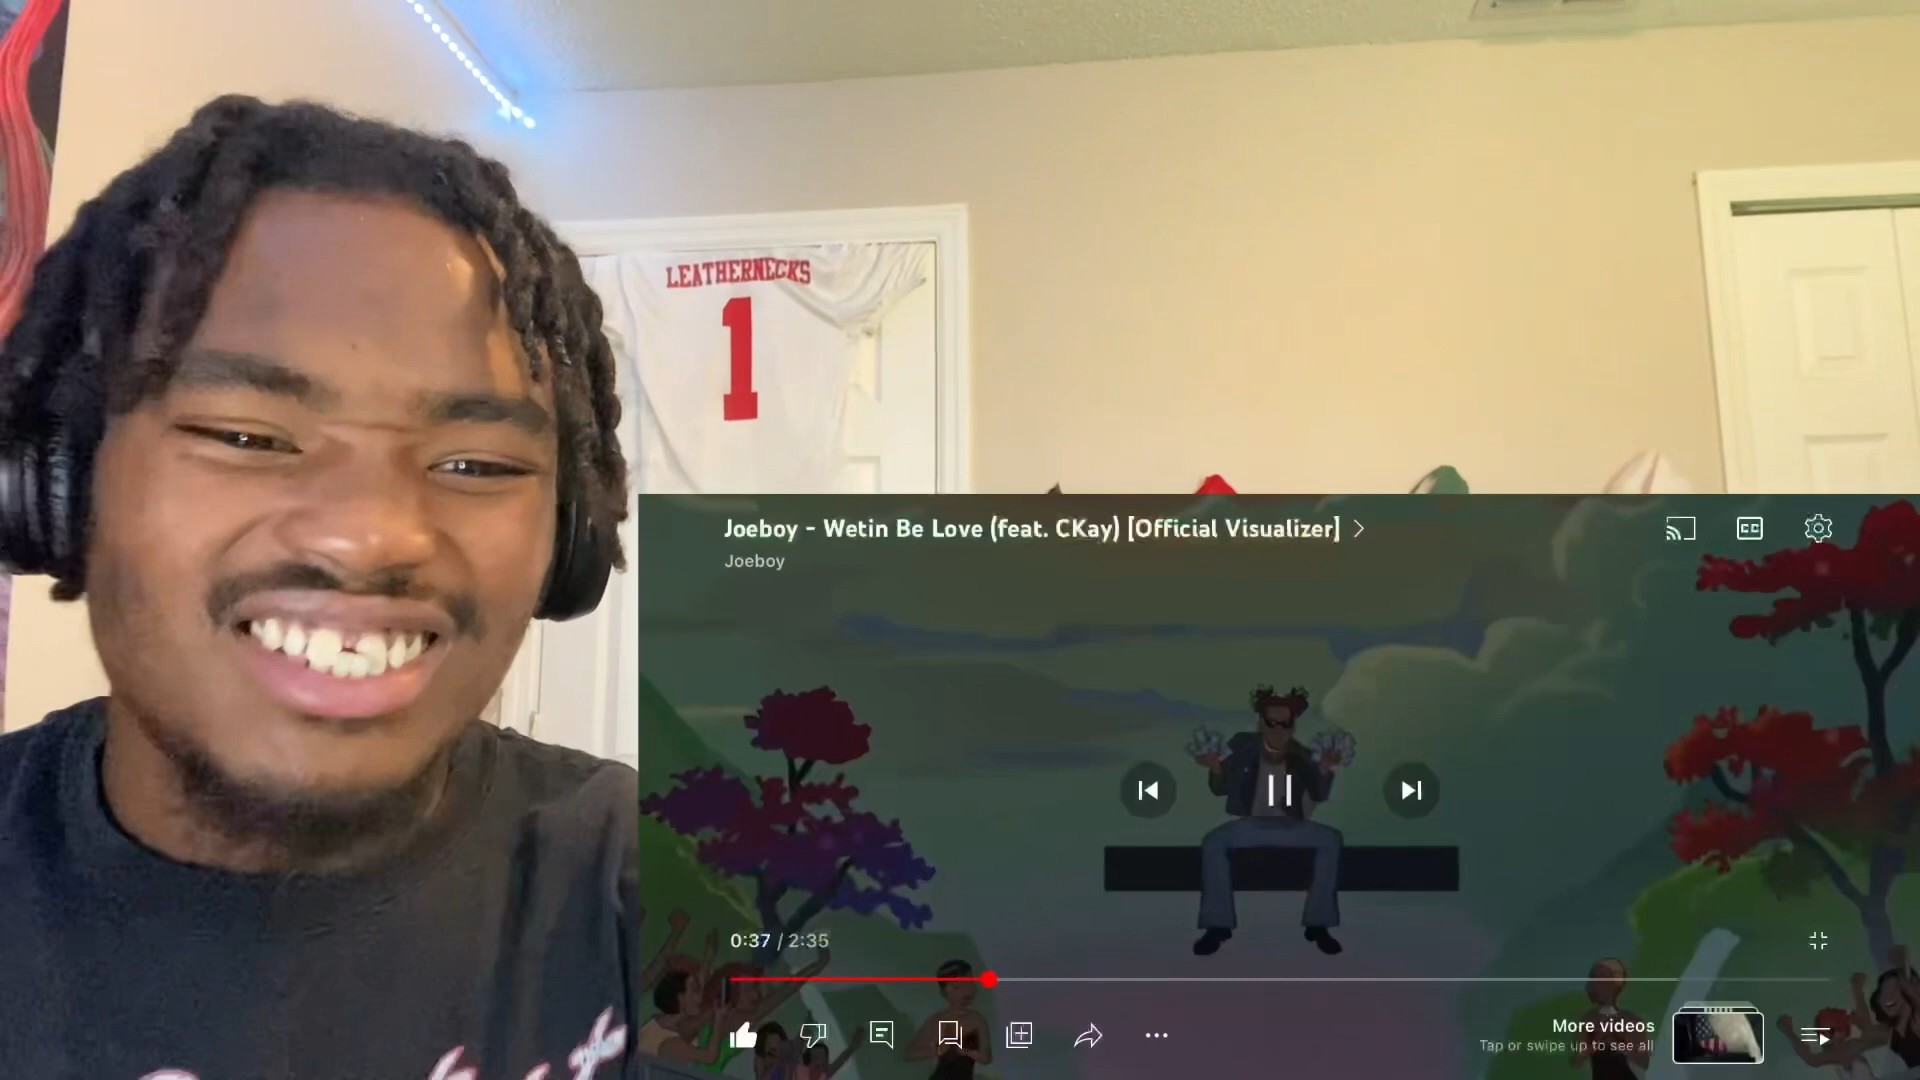 LEATHERNECKS
1
Joeboy - Wetin Be Love (feat. CKay) [Official Visualizer]
Joeboy
CC
0:37 / 2:35
More videos
Tap or swipe up to see all